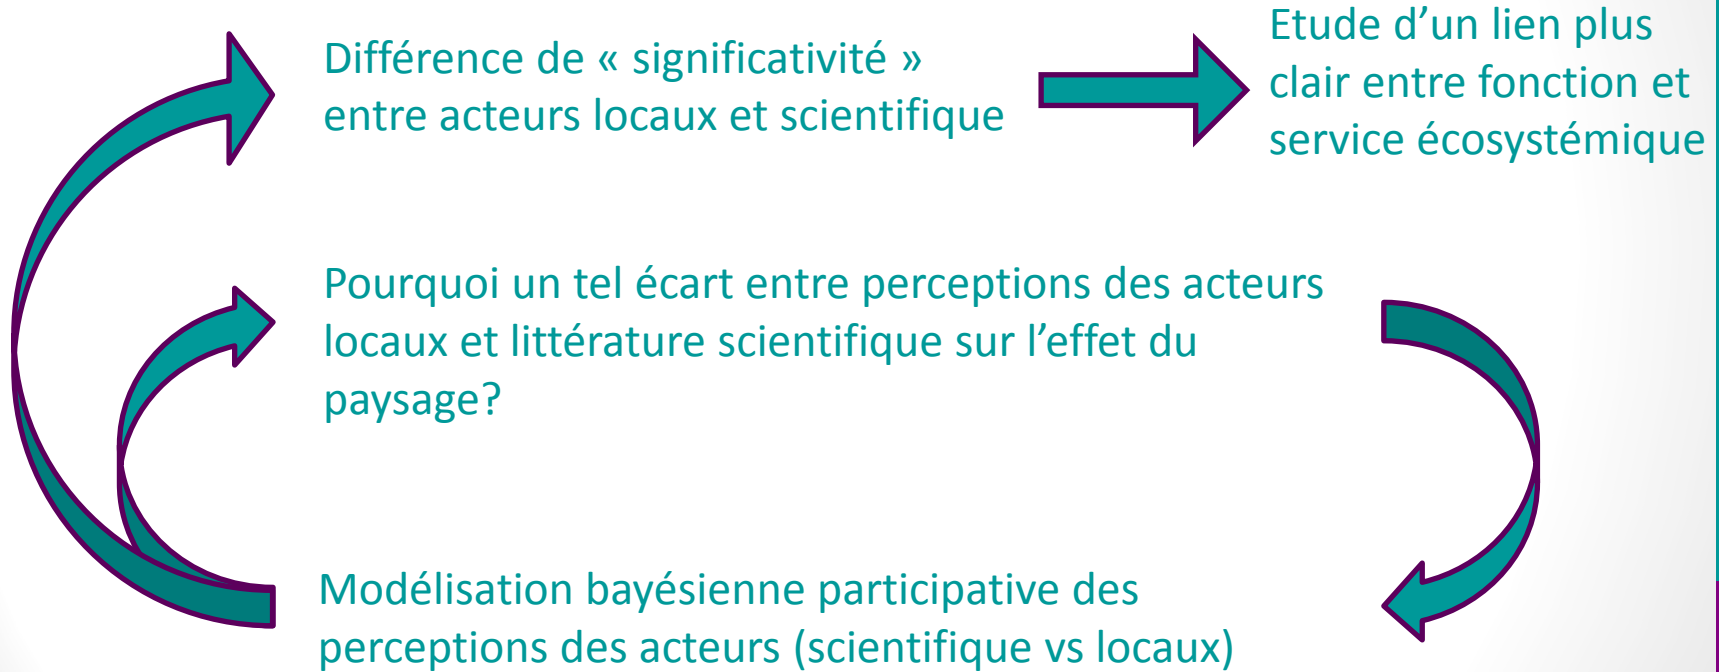 Différence de « significativité »
entre acteurs locaux et scientifique
Etude d’un lien plus
clair entre fonction et
service écosystémique
Pourquoi un tel écart entre perceptions des acteurs
locaux et littérature scientifique sur l’effet du
paysage?
Modélisation bayésienne participative des
perceptions des acteurs (scientifique vs locaux)